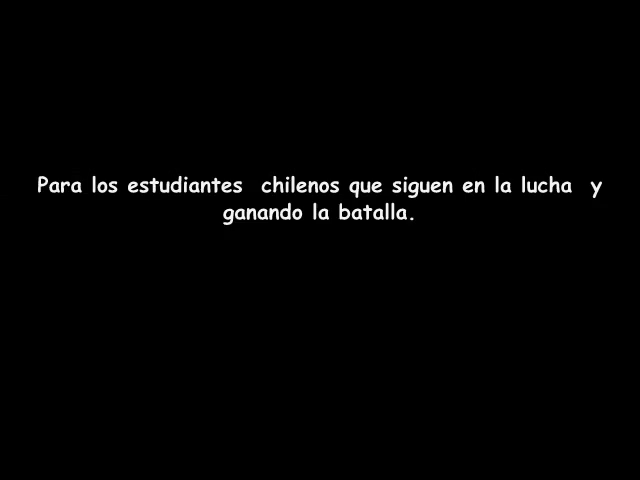 Para los estudiantes  chilenos que siguen en la lucha  y
ganando la batalla.